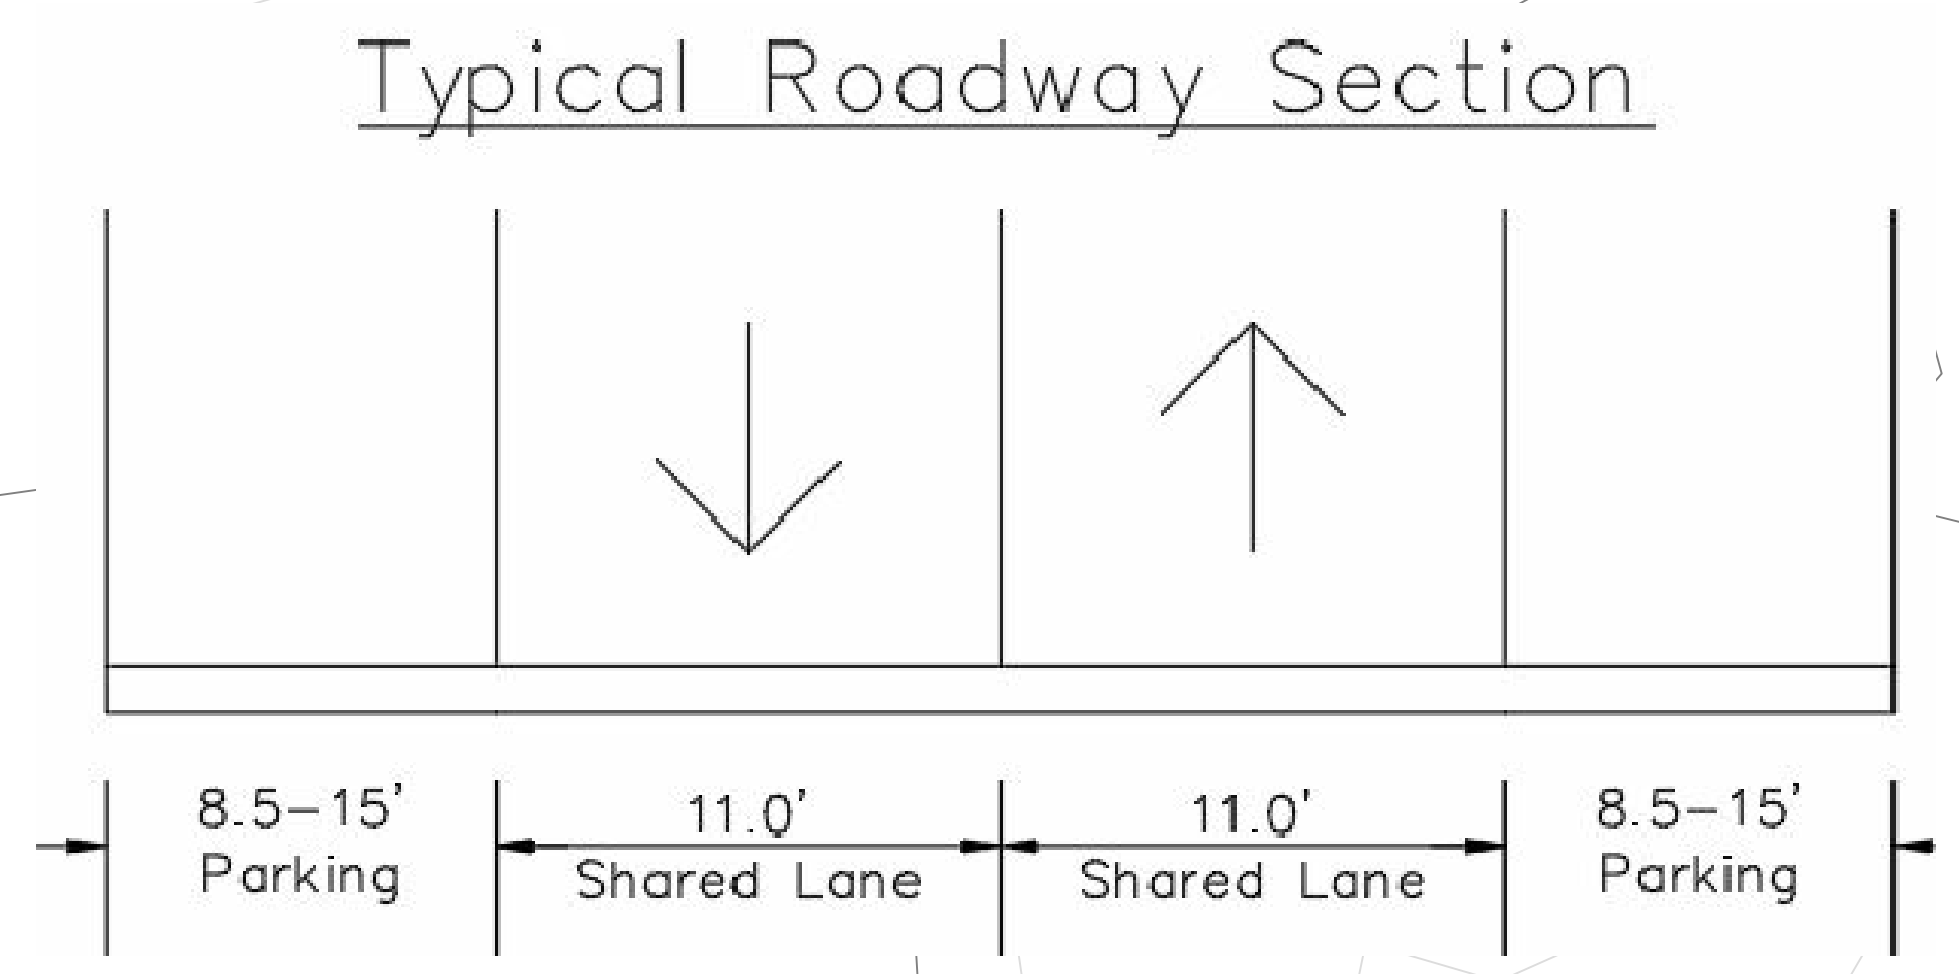 Typical Roadway Section
8.5-15' 11.0' 11.0' 8.5-15'
Parking Shared Lane Shared Lane Parking